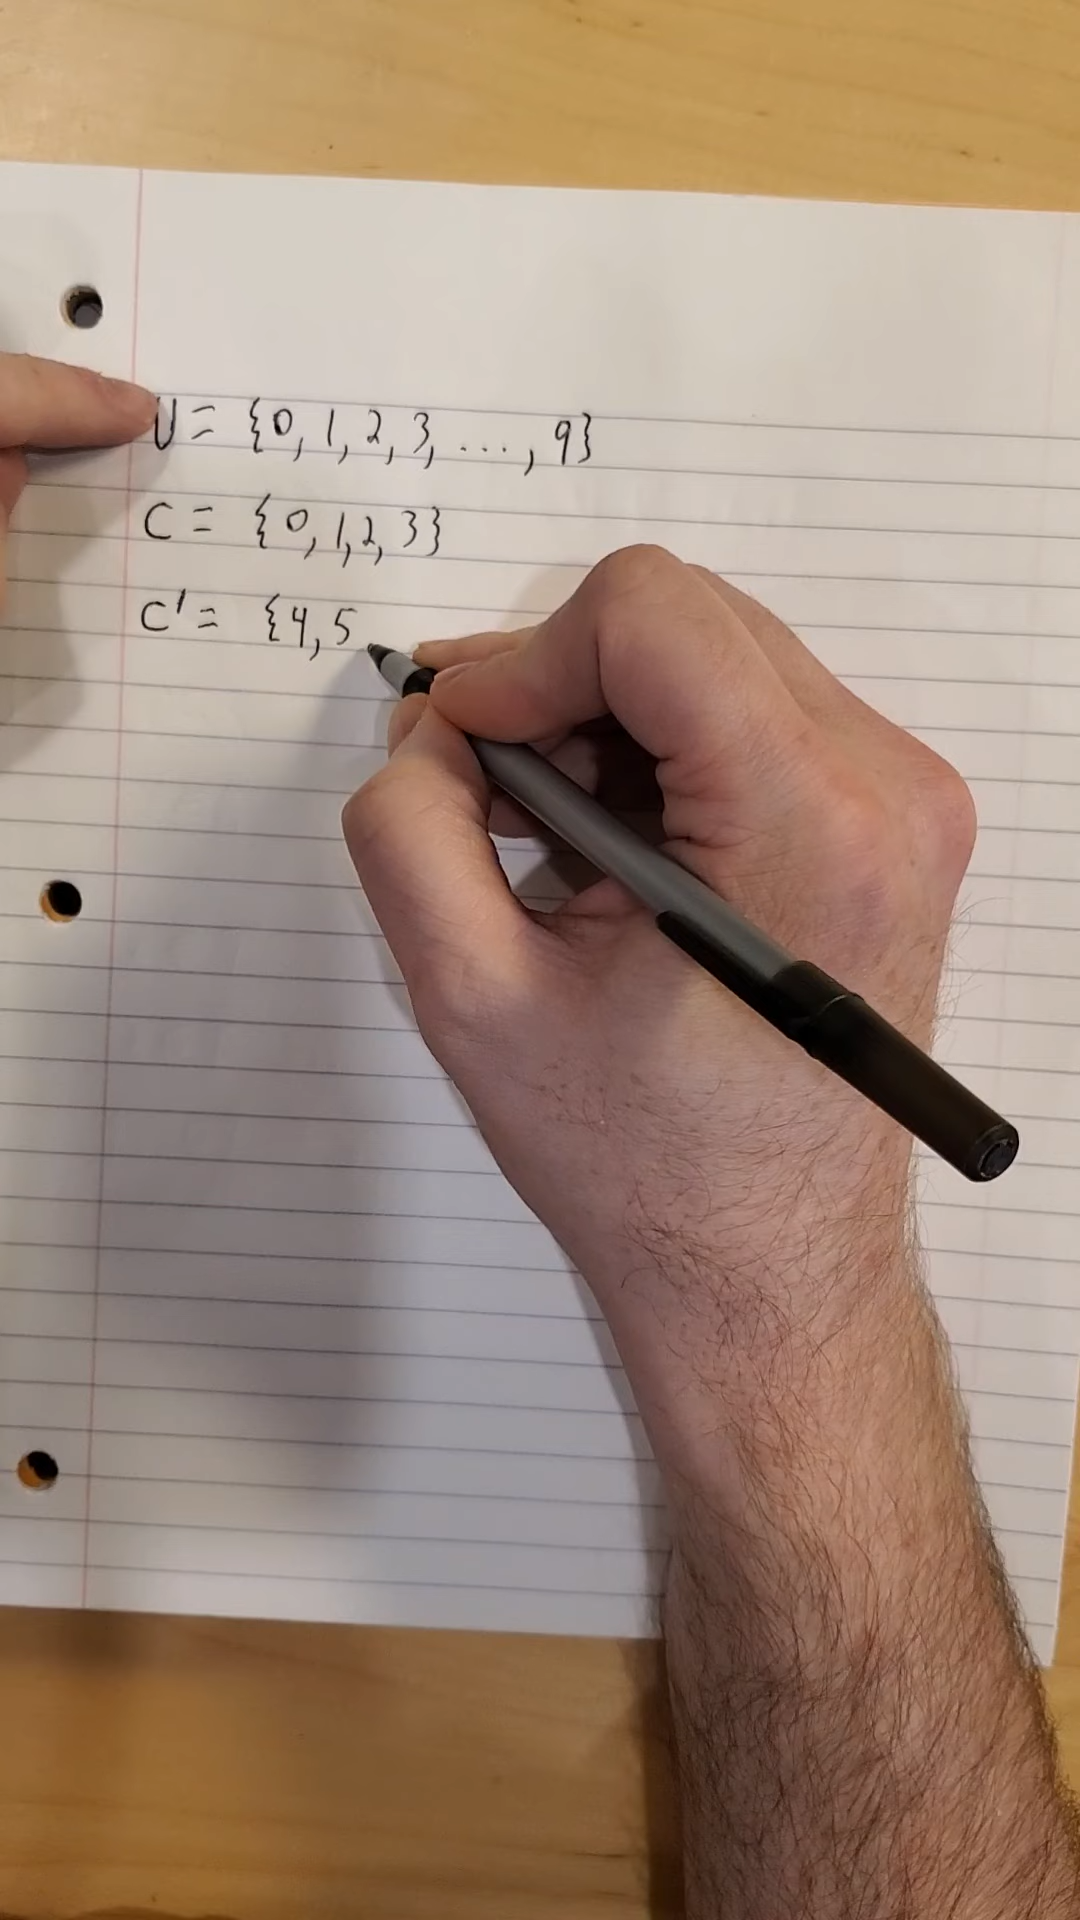 U = {0, 1, 2, 3, ..., 9}
C = {0, 1, 2, 3}
C' = {4, 5